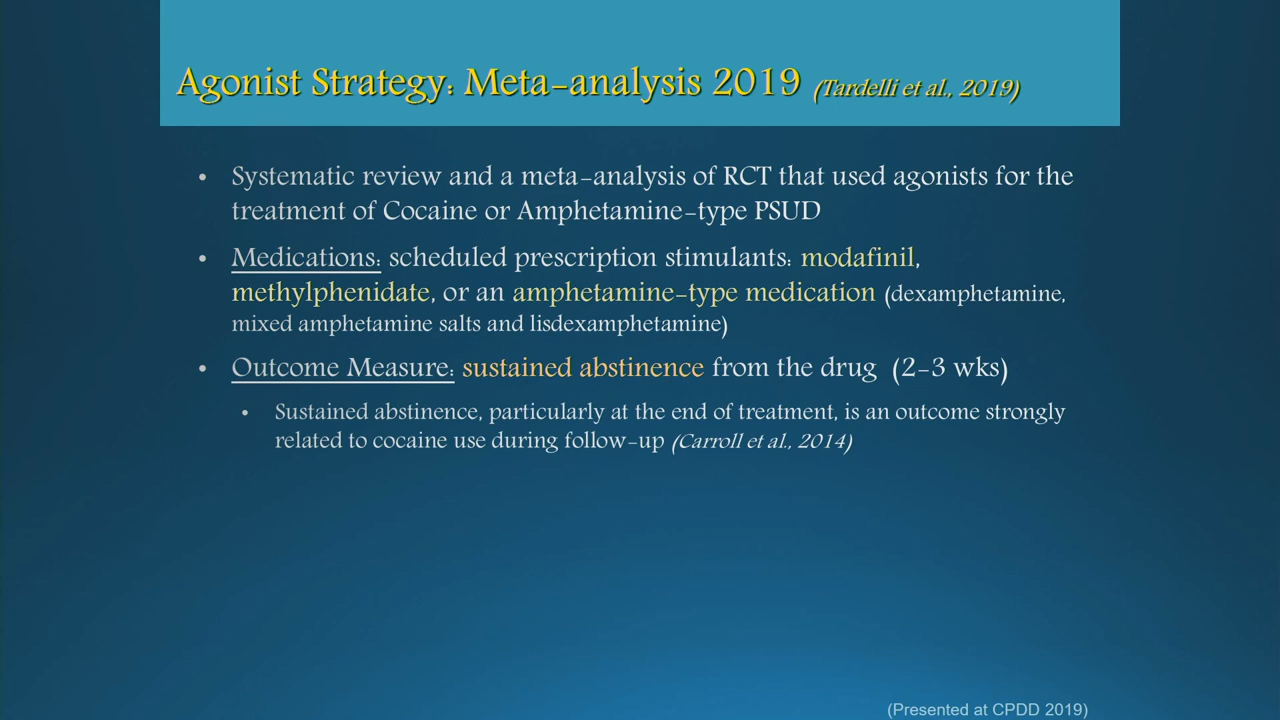 Agonist Strategy: Meta-analysis 2019 (Tardelli et al., 2019)
• Systematic review and a meta-analysis of RCT that used agonists for the
treatment of Cocaine or Amphetamine-type PSUD
• Medications: scheduled prescription stimulants: modafinil,
methylphenidate, or an amphetamine-type medication (dexamphetamine,
mixed amphetamine salts and lisdexamphetamine)
• Outcome Measure: sustained abstinence from the drug (2-3 wks)
• Sustained abstinence, particularly at the end of treatment, is an outcome strongly
related to cocaine use during follow-up (Carroll et al., 2014)
(Presented at CPDD 2019)